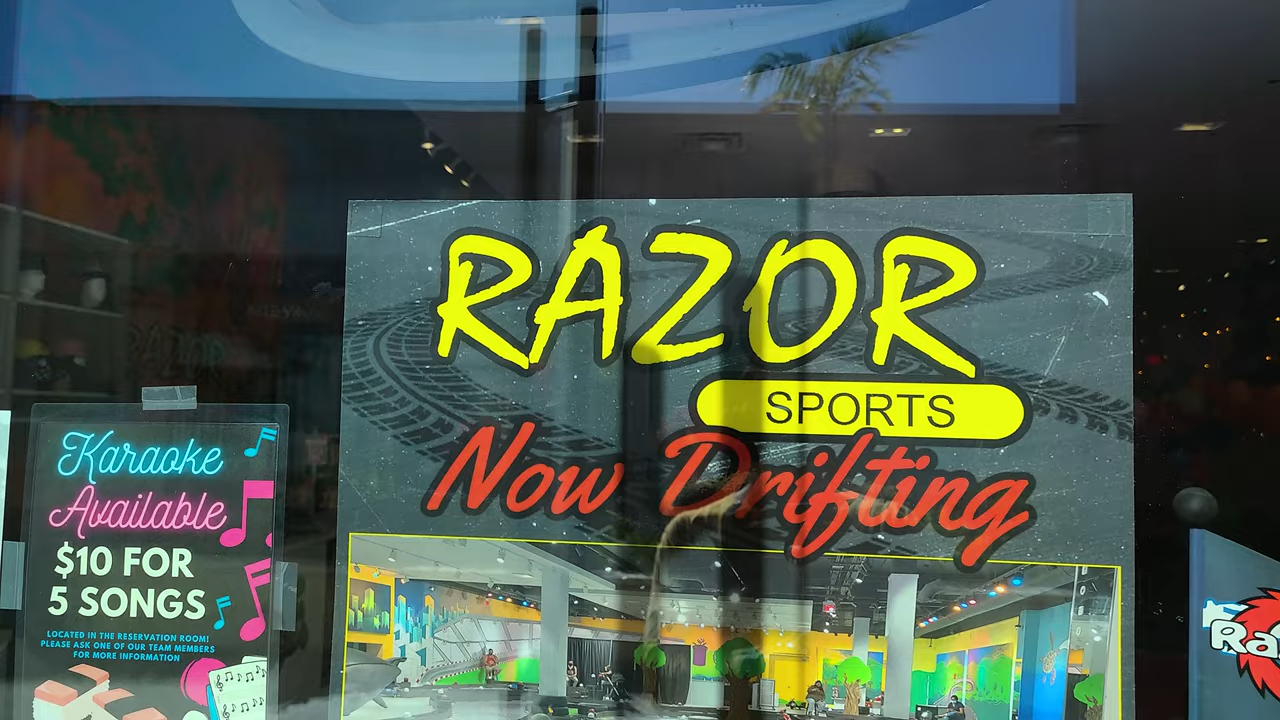 RAZOR
SPORTS
Now Drifting
Karaoke
Available
$10 FOR
5 SONGS
LOCATED IN THE RESERVATION ROOM!
PLEASE ASK ONE OF OUR TEAM MEMBERS
FOR MORE INFORMATION
Ra